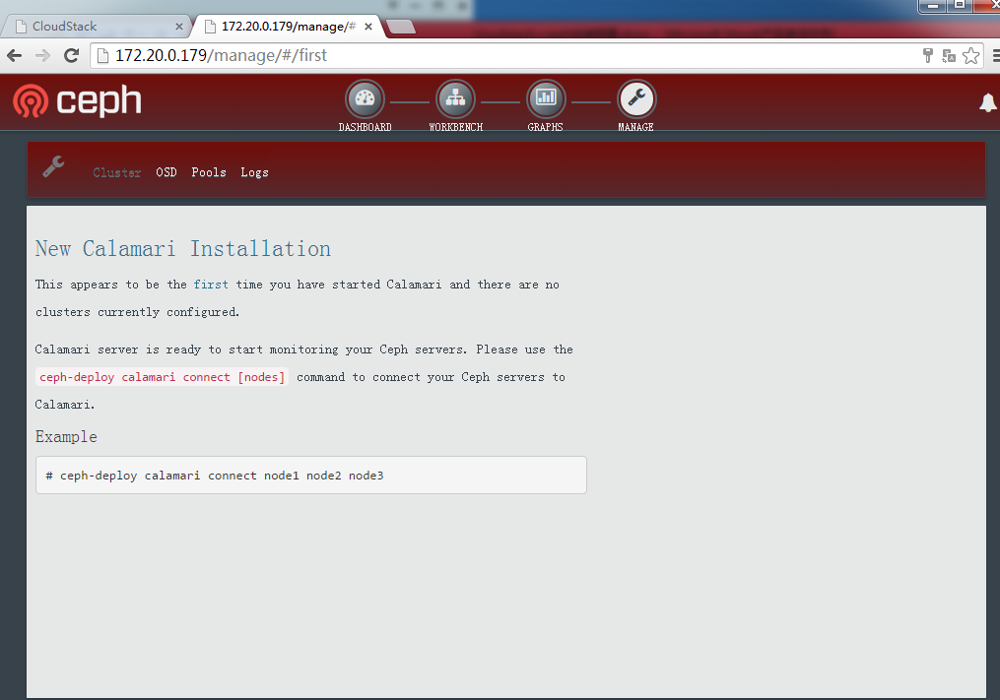 CloudStack
172.20.0.179/manage/#
172.20.0.179/manage/#/first
ceph
DASHBOARD
WORKBENCH
GRAPHS
MANAGE
Cluster OSD Pools Logs
New Calamari Installation
This appears to be the first time you have started Calamari and there are no
clusters currently configured.
Calamari server is ready to start monitoring your Ceph servers. Please use the
ceph-deploy calamari connect [nodes] command to connect your Ceph servers to
Calamari.
Example
# ceph-deploy calamari connect node1 node2 node3